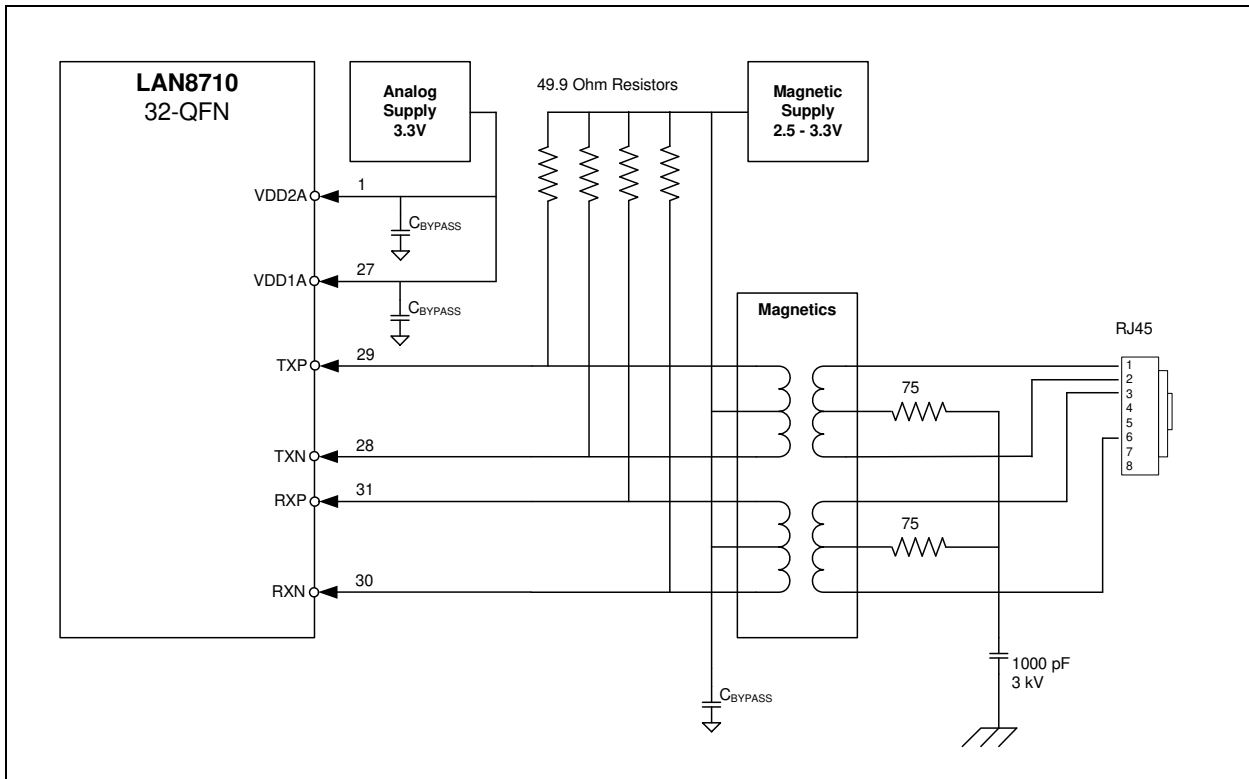 LAN8710
32-QFN
Analog
Supply
3.3V
49.9 Ohm Resistors
Magnetic
Supply
2.5 - 3.3V
VDD2A
1
CBYPASS
VDD1A
27
CBYPASS
Magnetics
RJ45
TXP
29
1
2
3
4
5
6
7
8
75
TXN
28
RXP
31
75
RXN
30
1000 pF
3 kV
CBYPASS